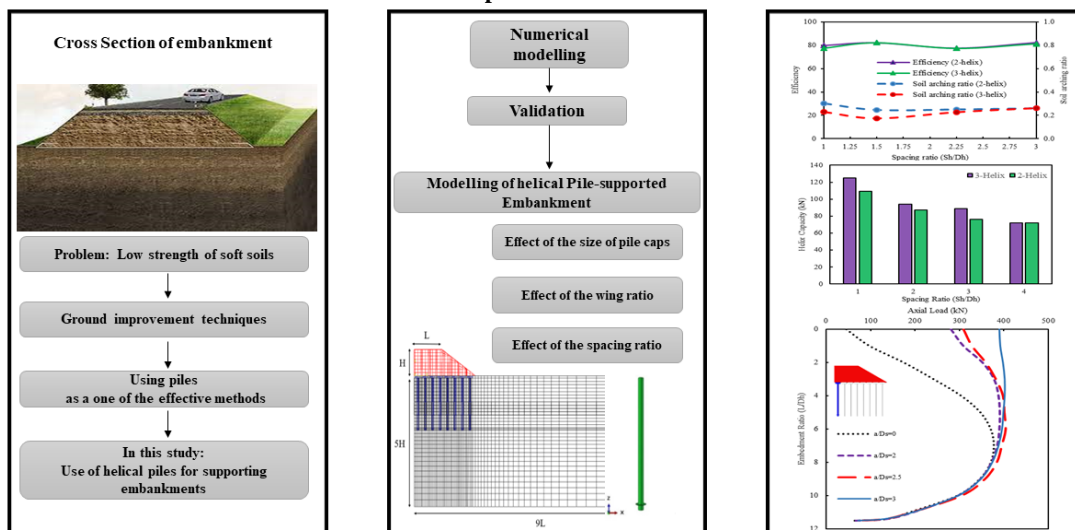 Cross Section of embankment
Problem: Low strength of soft soils
Ground improvement techniques
Using piles
as a one of the effective methods
In this study:
Use of helical piles for supporting
embankments
Numerical
modelling
Validation
Modelling of helical Pile-supported
Embankment
Effect of the size of pile caps
Effect of the wing ratio
Effect of the spacing ratio
L
H
5H
9L
r
x
100
80
60
40
20
0
Efficiency
1.0
0.8
0.6
0.4
0.2
0.0
Soil arching ratio
Efficiency (2-helix)
Efficiency (3-helix)
Soil arching ratio (2-helix)
Soil arching ratio (3-helix)
1 1.25 1.5 1.75 2 2.25 2.5 2.75 3
Spacing ratio (Sh/Dh)
140
120
100
80
60
40
20
0
Helix Capacity (kN)
3-Helix 2-Helix
1 2 3 4
Spacing Ratio (Sh/Dh)
Axial Load (kN)
0 100 200 300 400 500
0
2
4
6
8
10
12
Embedment Ratio (L/Dh)
a/Ds=0
a/Ds=2
a/Ds=2.5
a/Ds=3